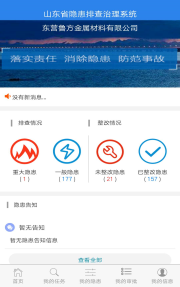 山东省隐患排查治理系统
东营鲁方金属材料有限公司
落实责任 消除隐患 防范事故
没有新消息...
排查情况
整改情况
重大隐患 一般隐患 未整改隐患 已整改隐患
(1) (177) (21) (157)
隐患告知
暂无通告
暂无隐患告知信息
查看全部
首页 我的任务 我的隐患 我的审批 我的信息